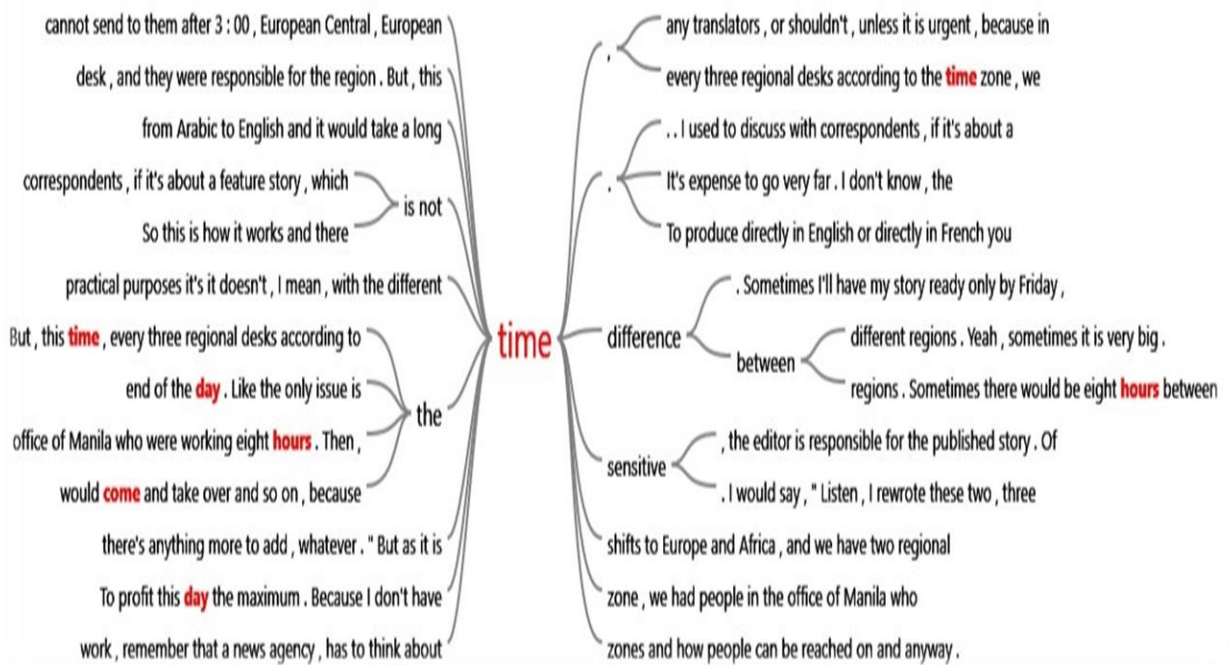 cannot send to them after 3 : 00 , European Central , European
desk , and they were responsible for the region . But , this
from Arabic to English and it would take a long
correspondents , if it's about a feature story , which
So this is how it works and there
is not
practical purposes it's it doesn't , I mean , with the different
But , this time , every three regional desks according to
end of the day . Like the only issue is
office of Manila who were working eight hours . Then ,
would come and take over and so on , because
the
there's anything more to add , whatever . " But as it is
To profit this day the maximum . Because I don't have
work , remember that a news agency , has to think about
time
,
any translators , or shouldn't , unless it is urgent , because in
every three regional desks according to the time zone , we
.
. . I used to discuss with correspondents , if it's about a
It's expense to go very far . I don't know , the
To produce directly in English or directly in French you
difference
. Sometimes I'll have my story ready only by Friday ,
between
different regions . Yeah , sometimes it is very big .
regions . Sometimes there would be eight hours between
sensitive
, the editor is responsible for the published story . Of
. I would say , " Listen , I rewrote these two , three
shifts to Europe and Africa , and we have two regional
zone , we had people in the office of Manila who
zones and how people can be reached on and anyway .